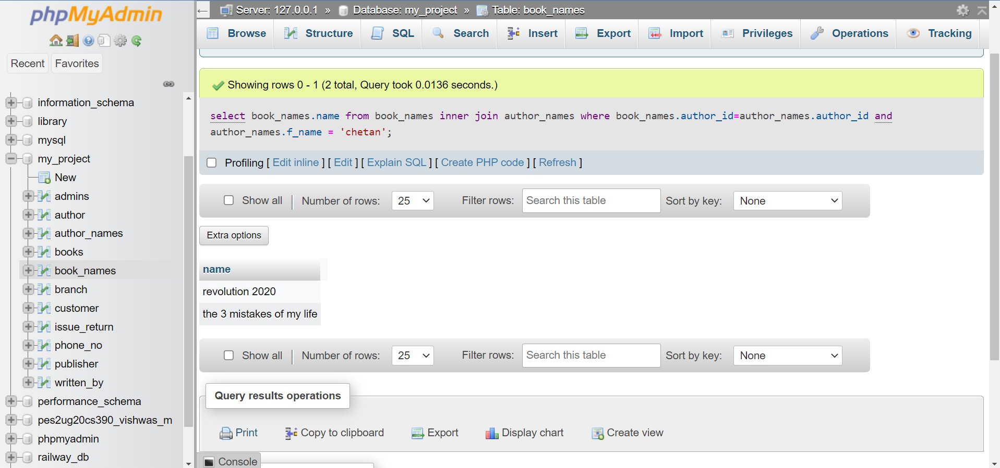 phpMyAdmin
Recent
Favorites
information_schema
library
mysql
my_project
New
admins
author
author_names
books
book_names
branch
customer
issue_return
phone_no
publisher
written_by
performance_schema
pes2ug20cs390_vishwas_m
phpmyadmin
railway_db
Server: 127.0.0.1 » Database: my_project » Table: book_names
Browse Structure SQL Search Insert Export Import Privileges Operations Tracking
Showing rows 0 - 1 (2 total, Query took 0.0136 seconds.)
select book_names.name from book_names inner join author_names where book_names.author_id=author_names.author_id and
author_names.f_name = 'chetan';
Profiling [ Edit inline ] [ Edit ] [ Explain SQL ] [ Create PHP code ] [ Refresh ]
Show all | Number of rows: 25 Filter rows: Search this table Sort by key: None
Extra options
name
revolution 2020
the 3 mistakes of my life
Show all | Number of rows: 25 Filter rows: Search this table Sort by key: None
Query results operations
Print Copy to clipboard Export Display chart Create view
Console